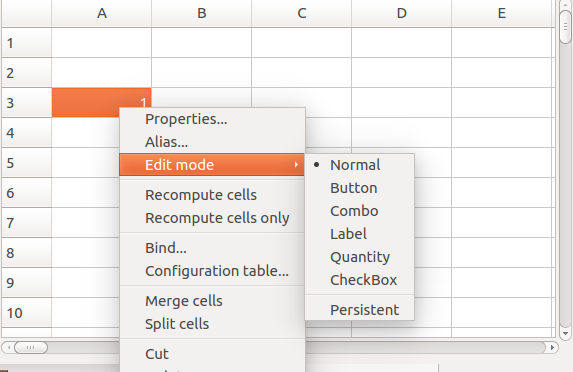 A B C D E
1
2
3 1
4
5
6
7
8
9
10
Properties...
Alias...
Edit mode
Recompute cells
Recompute cells only
Bind...
Configuration table...
Merge cells
Split cells
Cut
Normal
Button
Combo
Label
Quantity
CheckBox
Persistent